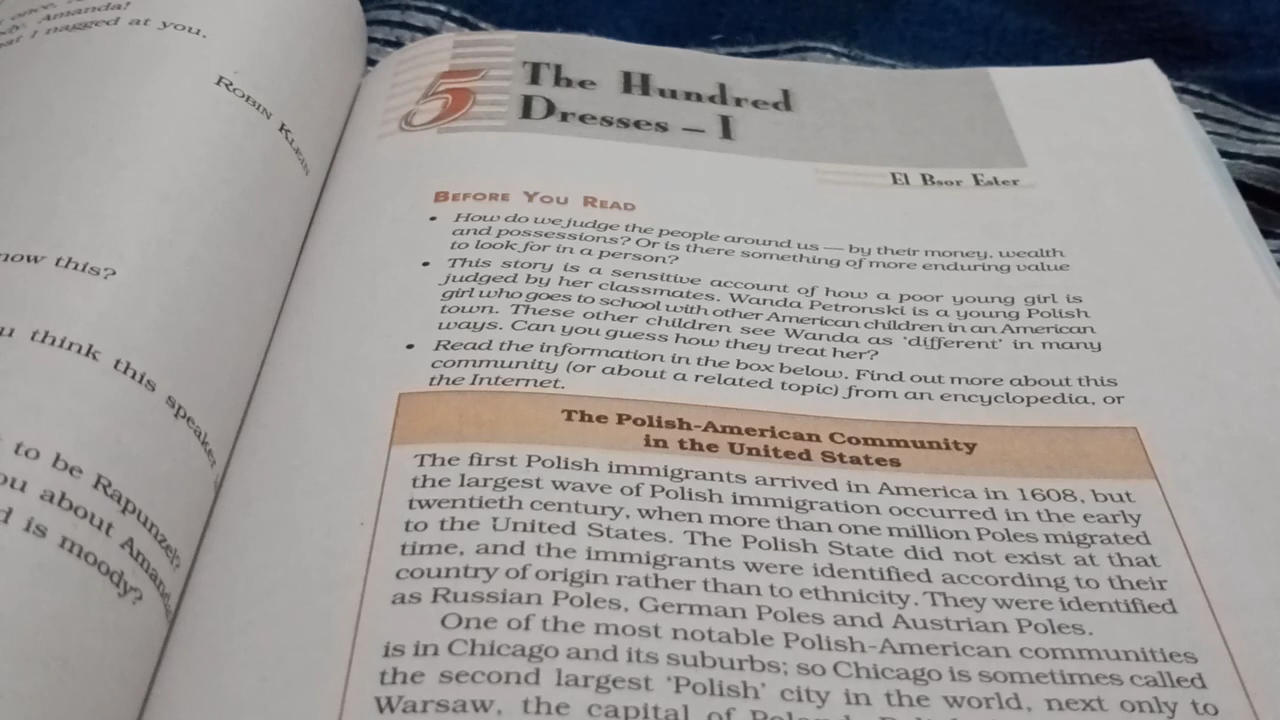 once,
Amanda!
at I nagged at you.
ROBIN KLEIN
now this?
u think this speaker
to be Rapunzel?
ou about Amanda
d is moody?
5
The Hundred
Dresses – I
El Bsor Ester
BEFORE YOU READ
• How do we judge the people around us — by their money, wealth
and possessions? Or is there something of more enduring value
to look for in a person?
• This story is a sensitive account of how a poor young girl is
judged by her classmates. Wanda Petronski is a young Polish
girl who goes to school with other American children in an American
town. These other children see Wanda as 'different' in many
ways. Can you guess how they treat her?
• Read the information in the box below. Find out more about this
community (or about a related topic) from an encyclopedia, or
the Internet.
The Polish-American Community
in the United States
The first Polish immigrants arrived in America in 1608, but
the largest wave of Polish immigration occurred in the early
twentieth century, when more than one million Poles migrated
to the United States. The Polish State did not exist at that
time, and the immigrants were identified according to their
country of origin rather than to ethnicity. They were identified
as Russian Poles, German Poles and Austrian Poles.
One of the most notable Polish-American communities
is in Chicago and its suburbs; so Chicago is sometimes called
the second largest 'Polish' city in the world, next only to
Warsaw, the capital of